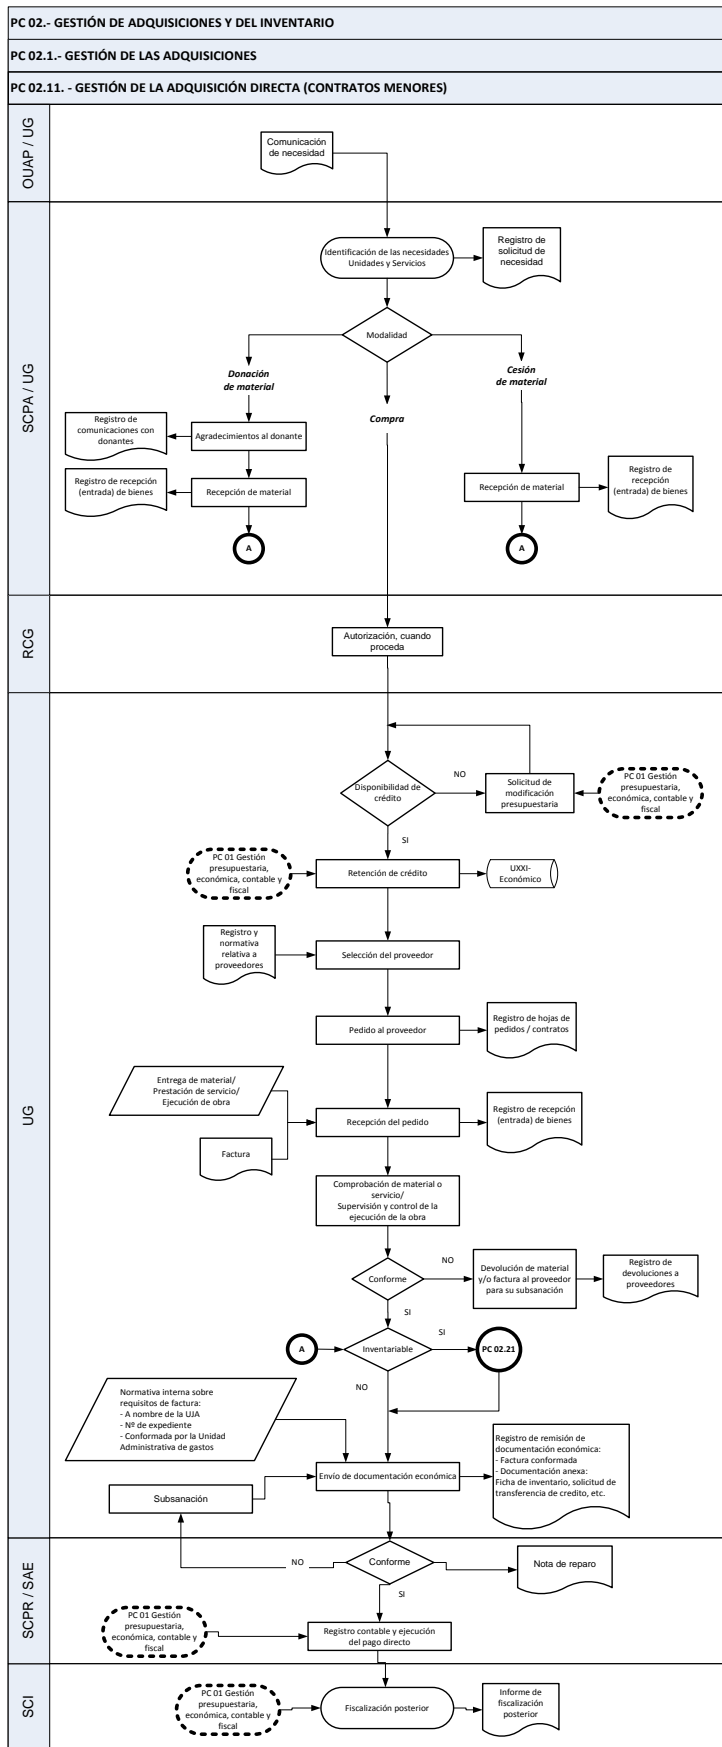 PC 02.- GESTIÓN DE ADQUISICIONES Y DEL INVENTARIO
PC 02.1.- GESTIÓN DE LAS ADQUISICIONES
PC 02.11. - GESTIÓN DE LA ADQUISICIÓN DIRECTA (CONTRATOS MENORES)
OUAP / UG
Comunicación
de necesidad
SCPA / UG
Identificación de las necesidades
Unidades y Servicios
Registro de
solicitud de
necesidad
Modalidad
Donación
de material
Cesión
de material
Compra
Registro de
comunicaciones con
donantes
Agradecimientos al donante
Registro de recepción
(entrada) de bienes
Recepción de material
Recepción de material
Registro de
recepción
(entrada) de bienes
A
A
RCG
Autorización, cuando
proceda
UG
Disponibilidad de
crédito
NO
Solicitud de
modificación
presupuestaria
PC 01 Gestión
presupuestaria,
económica, contable y
fiscal
SI
PC 01 Gestión
presupuestaria,
económica, contable y
fiscal
Retención de crédito
UXXI-
Económico
Registro y
normativa
relativa a
proveedores
Selección del proveedor
Pedido al proveedor
Registro de hojas de
pedidos / contratos
Entrega de material/
Prestación de servicio/
Ejecución de obra
Factura
Recepción del pedido
Registro de recepción
(entrada) de bienes
Comprobación de material o
servicio/
Supervisión y control de la
ejecución de la obra
Conforme
NO
Devolución de material
y/o factura al proveedor
para su subsanación
Registro de
devoluciones a
proveedores
SI
A
Inventariable
SI
PC 02.21
NO
Normativa interna sobre
requisitos de factura:
- A nombre de la UJA
- Nº de expediente
- Conformada por la Unidad
Administrativa de gastos
Envío de documentación económica
Registro de remisión de
documentación económica:
- Factura conformada
- Documentación anexa:
Ficha de inventario, solicitud de
transferencia de credito, etc.
Subsanación
SCPR / SAE
NO
Conforme
Nota de reparo
SI
PC 01 Gestión
presupuestaria,
económica, contable y
fiscal
Registro contable y ejecución
del pago directo
SCI
PC 01 Gestión
presupuestaria,
económica, contable y
fiscal
Fiscalización posterior
Informe de
fiscalización
posterior